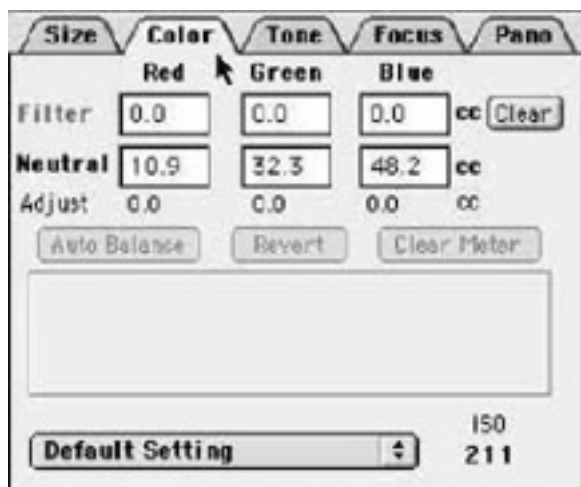 Size Color Tone Focus Pano
Red Green Blue
Filter 0.0 0.0 0.0 cc Clear
Neutral 10.9 32.3 48.2 cc
Adjust 0.0 0.0 0.0 cc
Auto Balance Revert Clear Meter
ISO
Default Setting 211